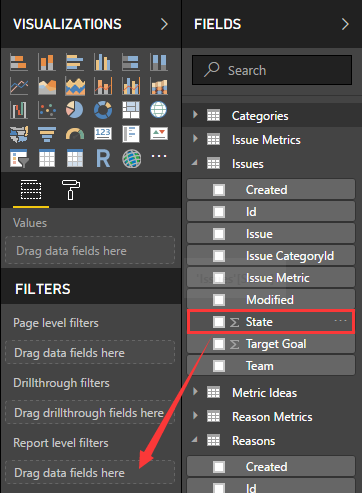 VISUALIZATIONS
123
R
Values
Drag data fields here
FILTERS
Page level filters
Drag data fields here
Drillthrough filters
Drag drillthrough fields here
Report level filters
Drag data fields here
FIELDS
Search
Categories
Issue Metrics
Issues
Created
Id
Issue
Issue CategoryId
Issue Metric
Modified
Σ State
Σ Target Goal
Team
Metric Ideas
Reason Metrics
Reasons
Created
Id